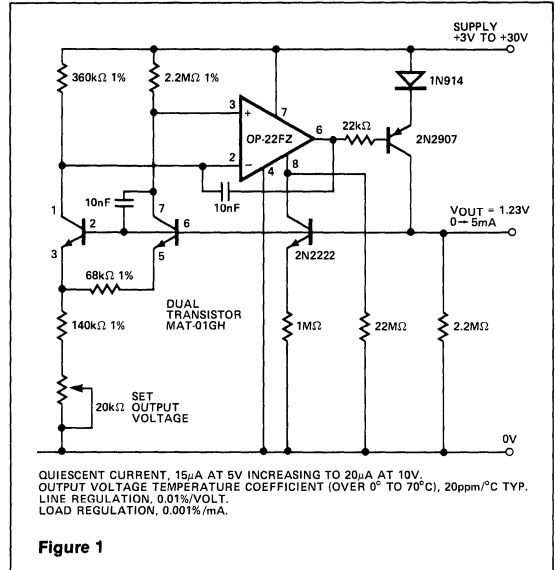 SUPPLY
+3V TO +30V
360kΩ 1%
2.2MΩ 1%
1N914
3
+
7
OP-22FZ
6
22kΩ
2N2907
2
−
4
8
10nF
10nF
1
2
7
6
VOUT = 1.23V
0→5mA
3
5
2N2222
68kΩ 1%
DUAL
TRANSISTOR
MAT-01GH
1MΩ
22MΩ
2.2MΩ
140kΩ 1%
20kΩ
SET
OUTPUT
VOLTAGE
0V
QUIESCENT CURRENT, 15μA AT 5V INCREASING TO 20μA AT 10V.
OUTPUT VOLTAGE TEMPERATURE COEFFICIENT (OVER 0° TO 70°C), 20ppm/°C TYP.
LINE REGULATION, 0.01%/VOLT.
LOAD REGULATION, 0.001%/mA.
Figure 1